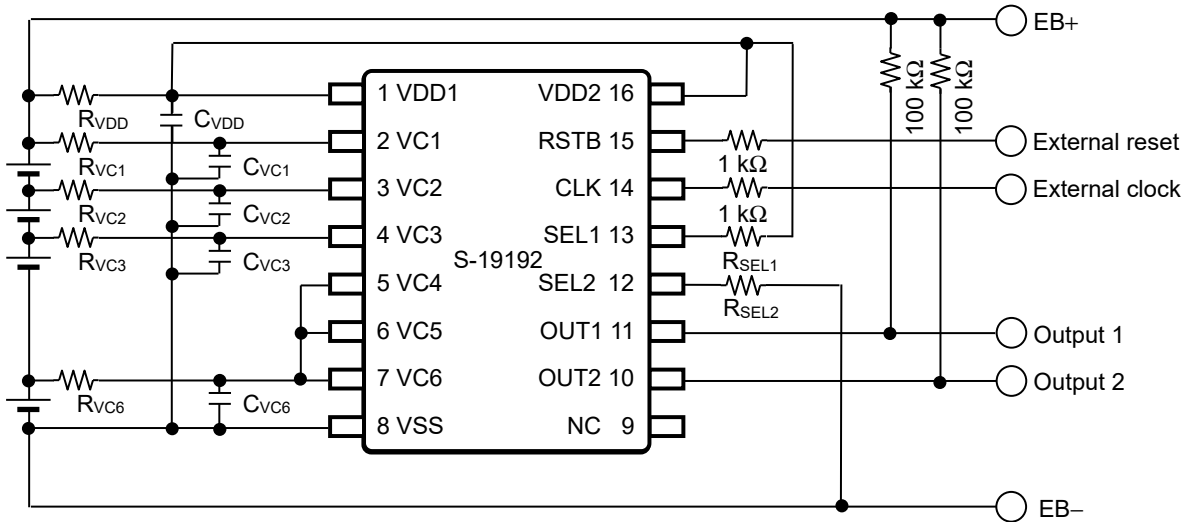 EB+
100 kΩ
100 kΩ
RVDD
CVDD
1 VDD1
VDD2 16
RVC1
CVC1
2 VC1
RSTB 15
1 kΩ
External reset
RVC2
CVC2
3 VC2
CLK 14
1 kΩ
External clock
RVC3
CVC3
4 VC3
SEL1 13
RSEL1
S-19192
5 VC4
SEL2 12
RSEL2
6 VC5
OUT1 11
Output 1
RVC6
CVC6
7 VC6
OUT2 10
Output 2
8 VSS
NC 9
EB−